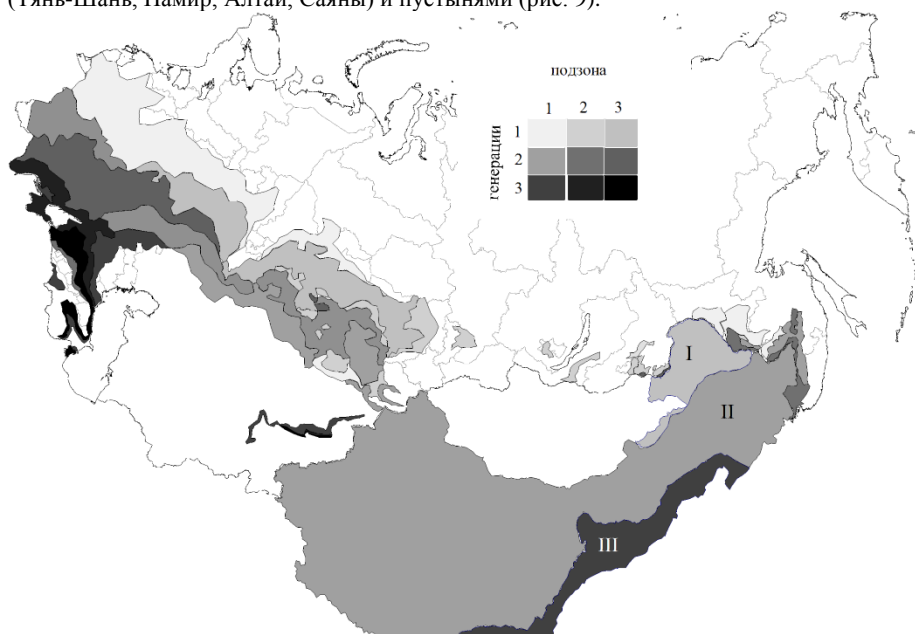 (Тянь-Шань, Памир, Алтай, Саяны) и пустынями (рис. 9).
подзона
1 2 3
генерации
1
2
3
I
II
III